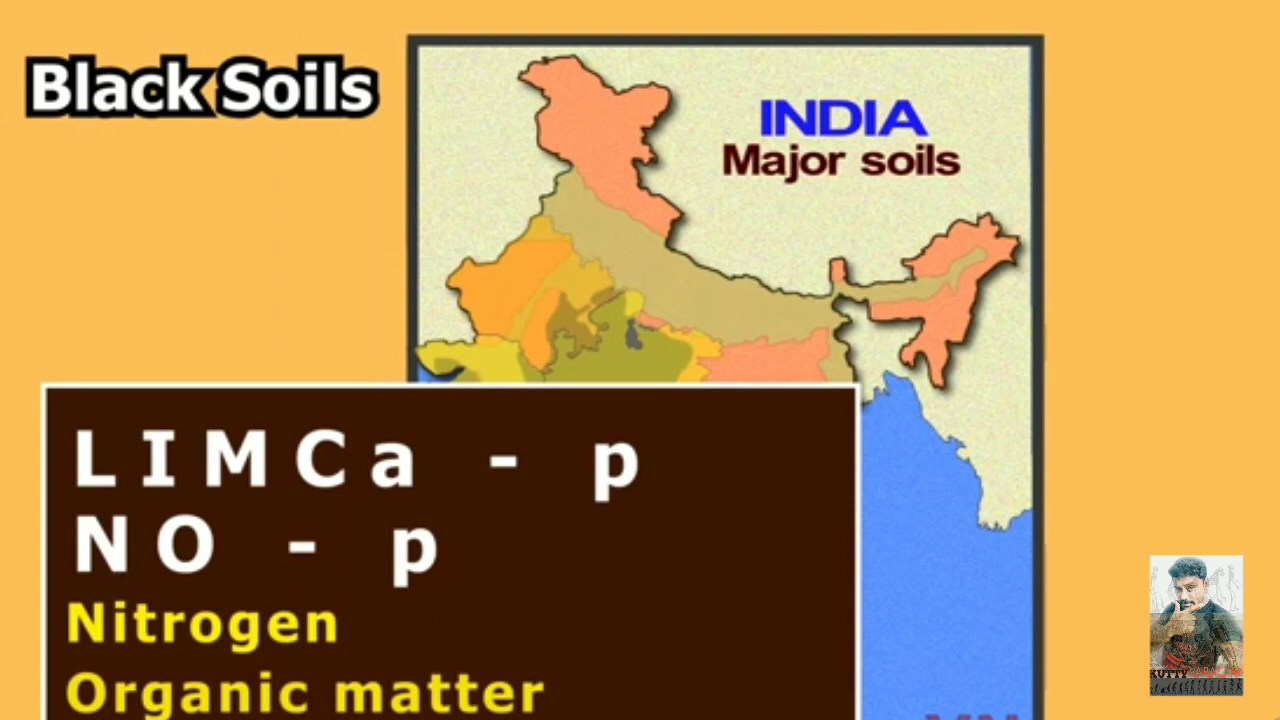 Black Soils
INDIA
Major soils
L I M C a - p
N O - p
Nitrogen
Organic matter